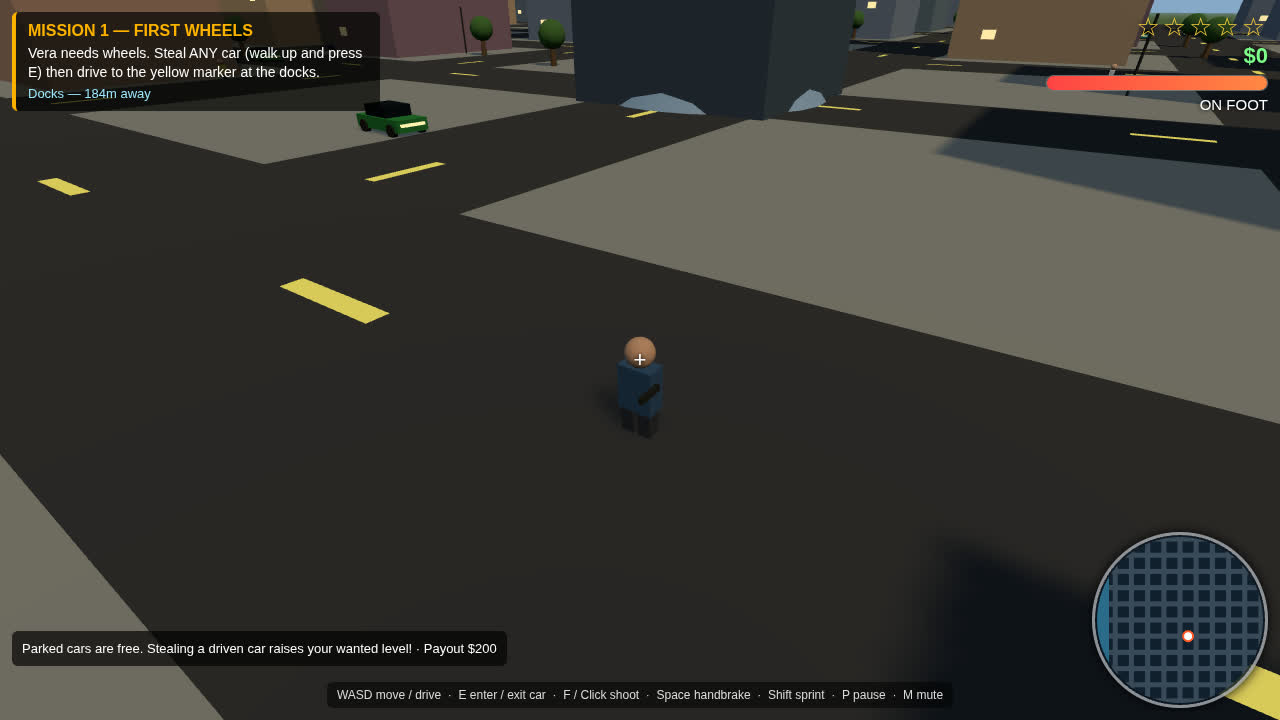 MISSION 1 — FIRST WHEELS
Vera needs wheels. Steal ANY car (walk up and press
E) then drive to the yellow marker at the docks.
Docks — 184m away
☆ ☆ ☆ ☆ ☆
$0
ON FOOT
Parked cars are free. Stealing a driven car raises your wanted level! · Payout $200
WASD move / drive · E enter / exit car · F / Click shoot · Space handbrake · Shift sprint · P pause · M mute